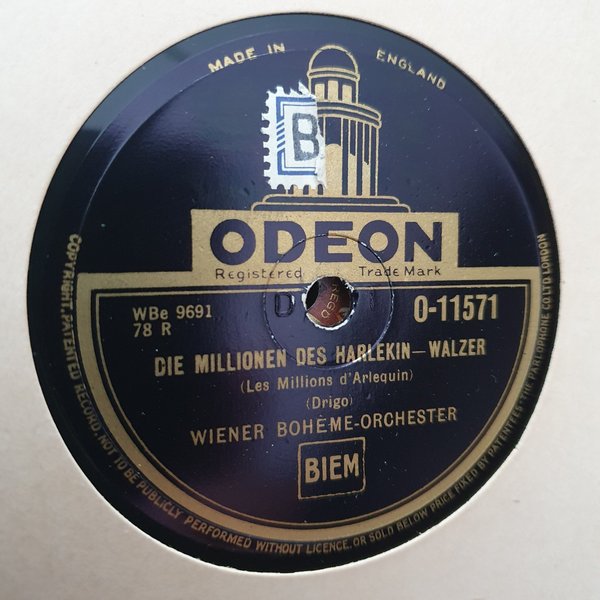 MADE IN ENGLAND
B
ODEON
Registered Trade Mark
WBe 9691
78 R
O-11571
DIE MILLIONEN DES HARLEKIN—WALZER
(Les Millions d'Arlequin)
(Drigo)
WIENER BOHÈME-ORCHESTER
BIEM
COPYRIGHT. PATENTED RECORD, NOT TO BE PUBLICLY PERFORMED WITHOUT LICENCE, OR SOLD BELOW PRICE FIXED BY PATENTEES "THE PARLOPHONE CO. LTD. LONDON